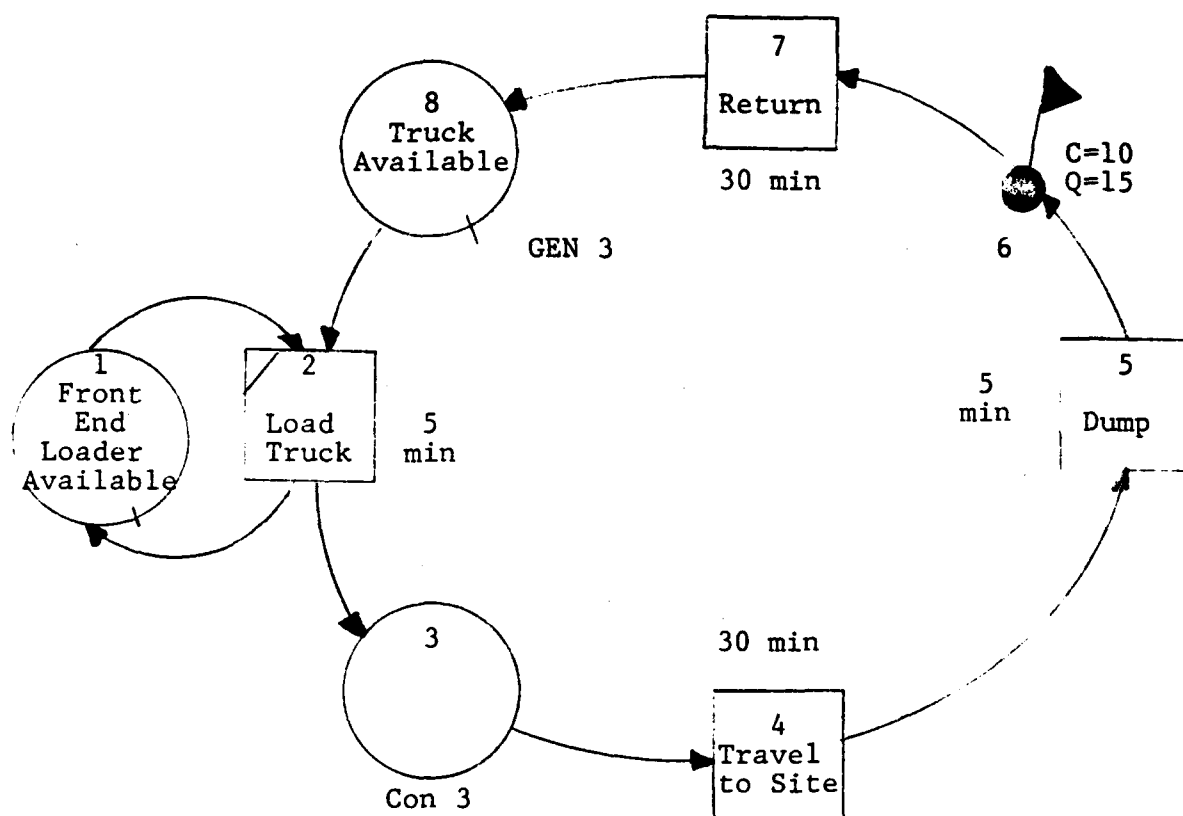 7
Return
30 min
C=10
Q=15
6
8
Truck
Available
GEN 3
1
Front
End
Loader
Available
2
Load
Truck
5
min
5
min
5
Dump
3
Con 3
30 min
4
Travel
to Site